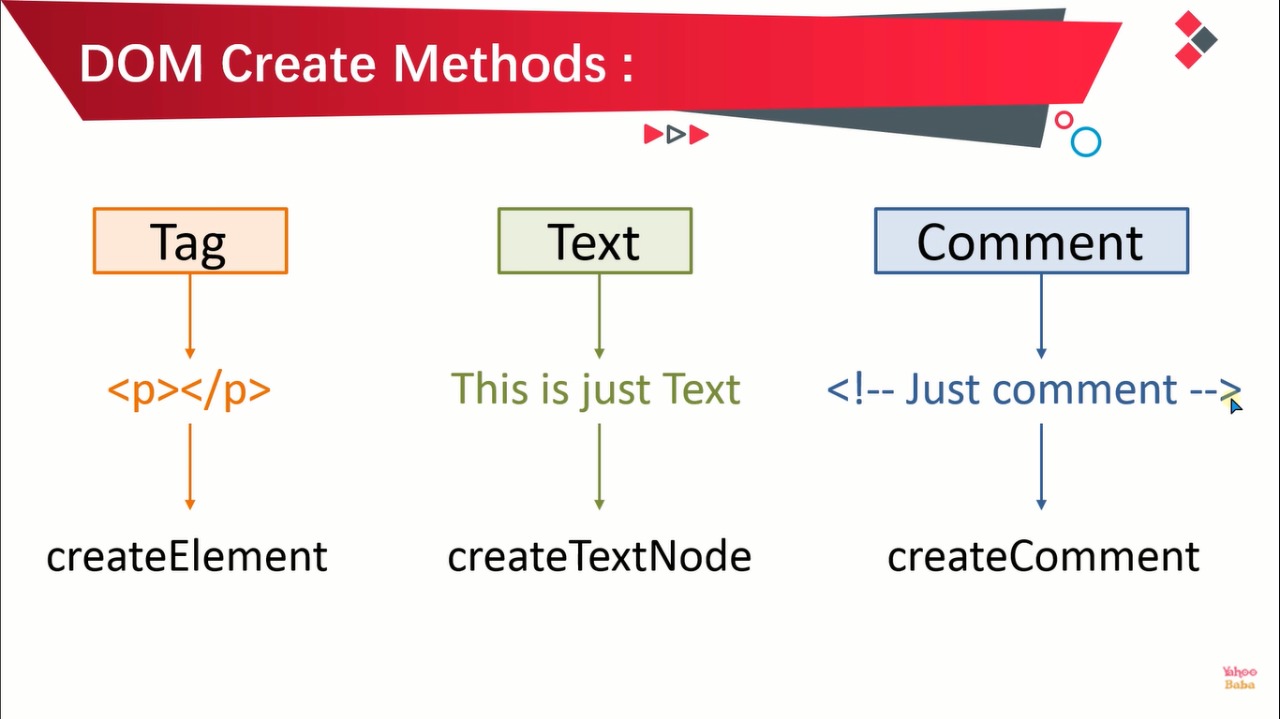 DOM Create Methods :
Tag
Text
Comment
<p></p>
This is just Text
<!-- Just comment -->
createElement
createTextNode
createComment
Yahoo
Baba